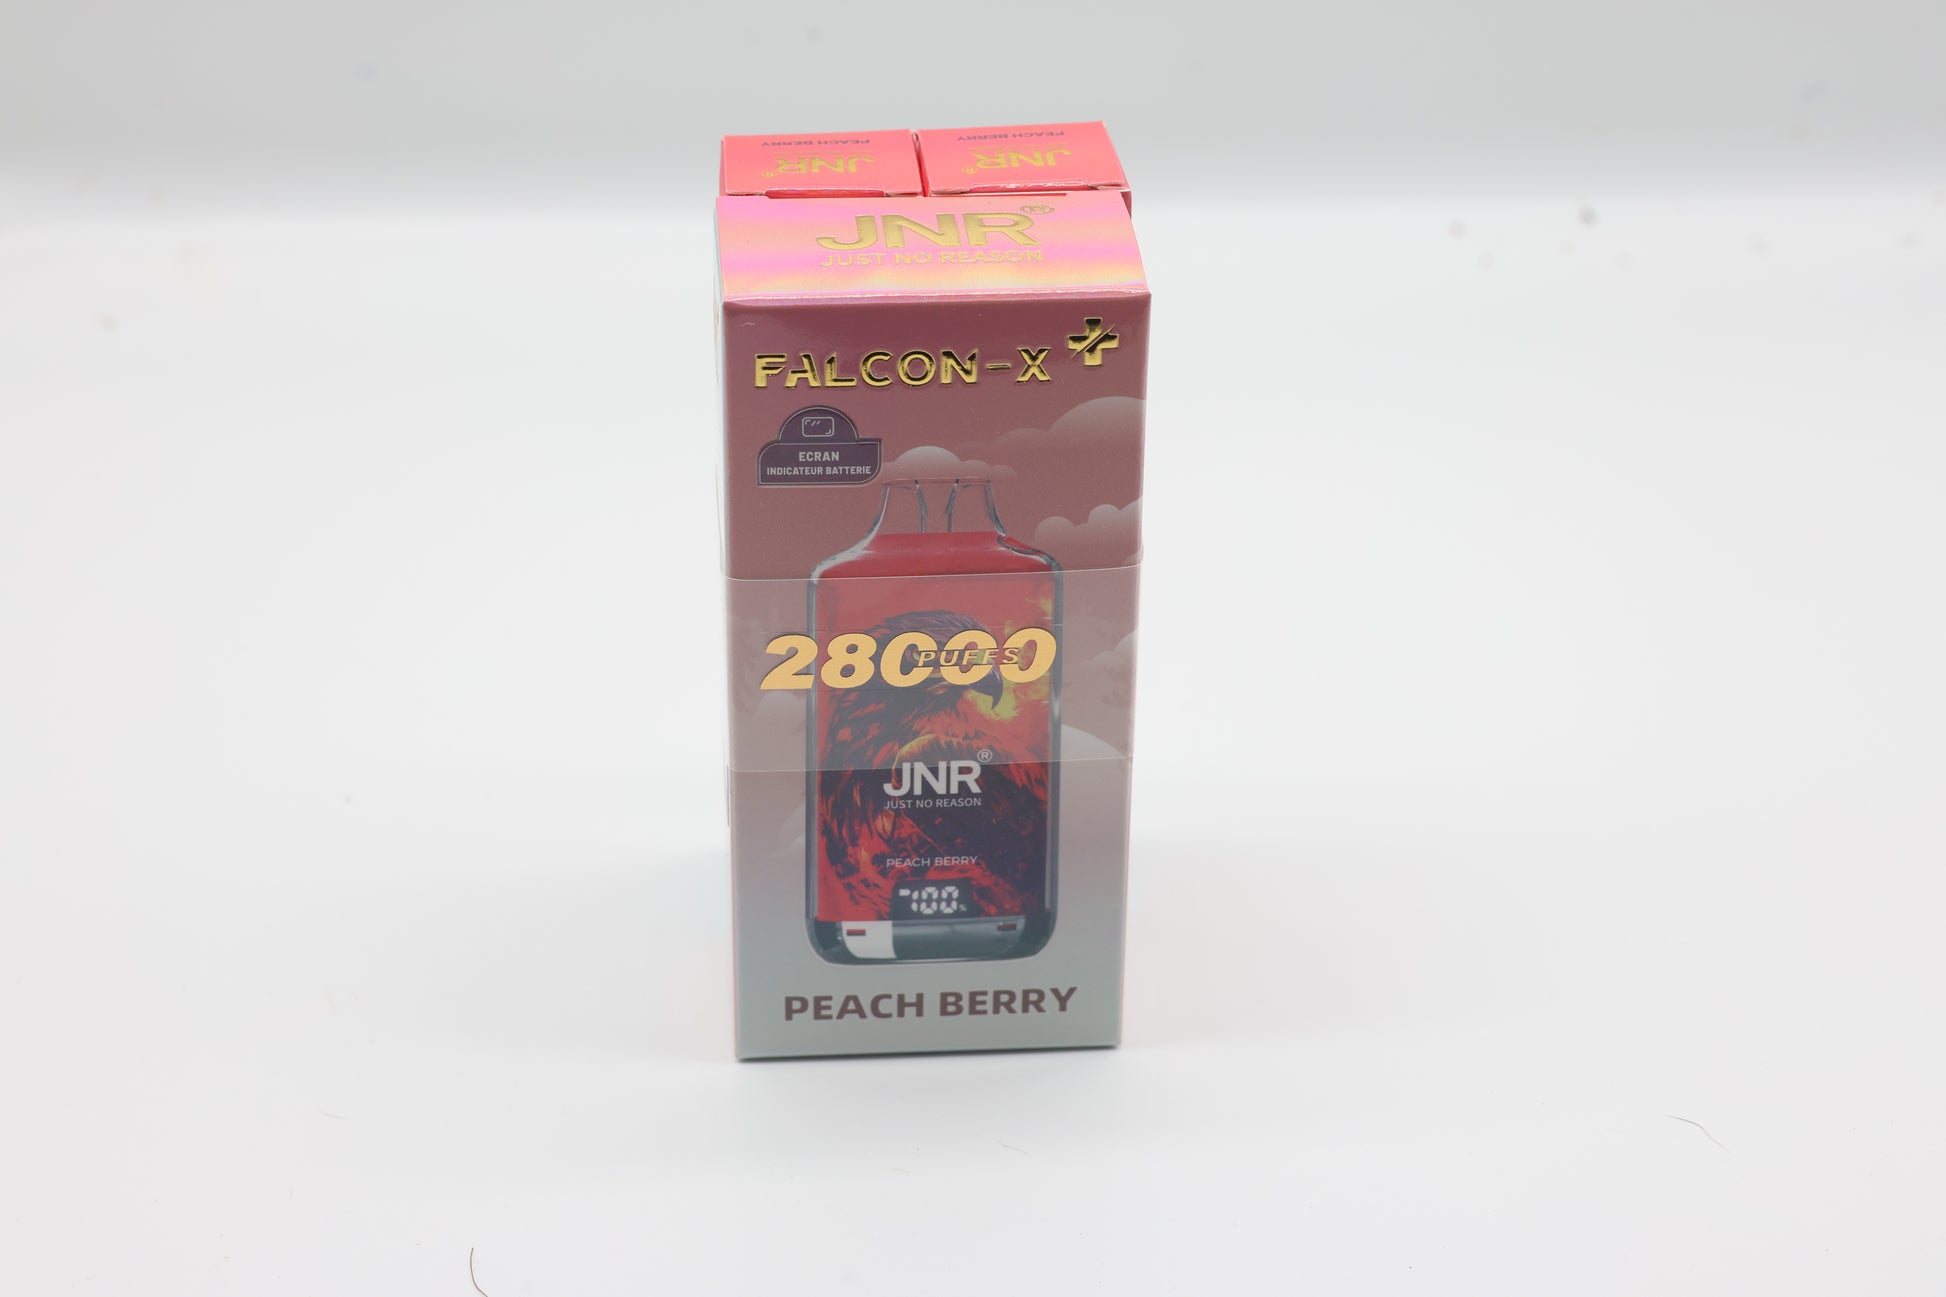 PEACH BERRY
JNR®
PEACH BERRY
JNR®
JNR®
JUST NO REASON
FALCON-X+
ECRAN
INDICATEUR BATTERIE
28000
PUFFS
JNR®
JUST NO REASON
PEACH BERRY
100%
PEACH BERRY